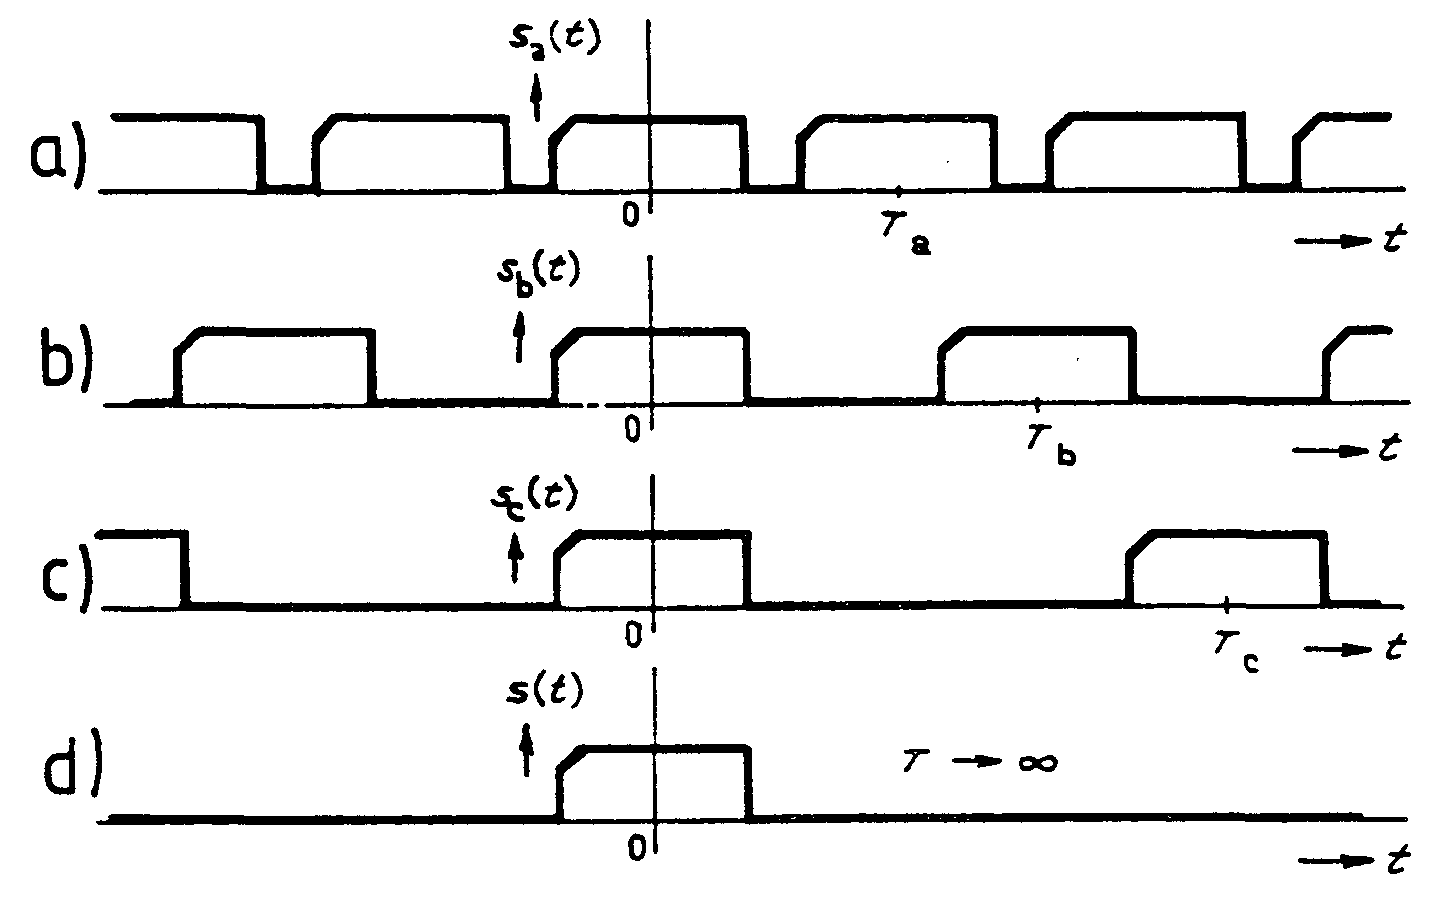 s_a(t)
a)
0
T_a
t
s_b(t)
b)
0
T_b
t
s_c(t)
c)
0
T_c
t
s(t)
d)
T → ∞
0
t